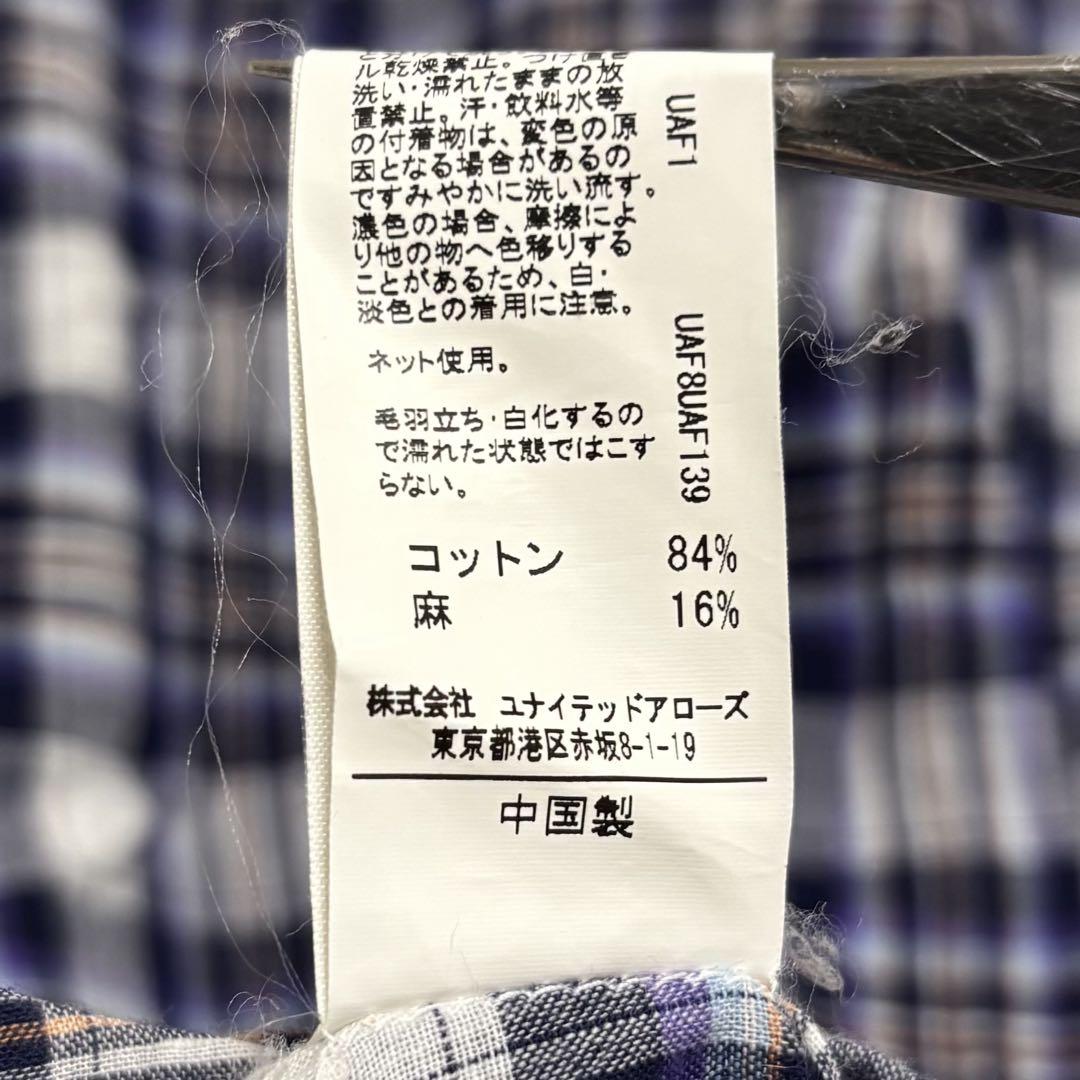 ル乾燥禁止。つけ置き
洗い・濡れたままの放
置禁止。汗・飲料水等
の付着物は、変色の原
因となる場合があるの
ですみやかに洗い流す。
濃色の場合、摩擦によ
り他の物へ色移りする
ことがあるため、白・
淡色との着用に注意。
ネット使用。
毛羽立ち・白化するの
で濡れた状態ではこす
らない。
コットン 84%
麻 16%
株式会社 ユナイテッドアローズ
東京都港区赤坂8-1-19
中国製
UAF1
UAF8UAF139